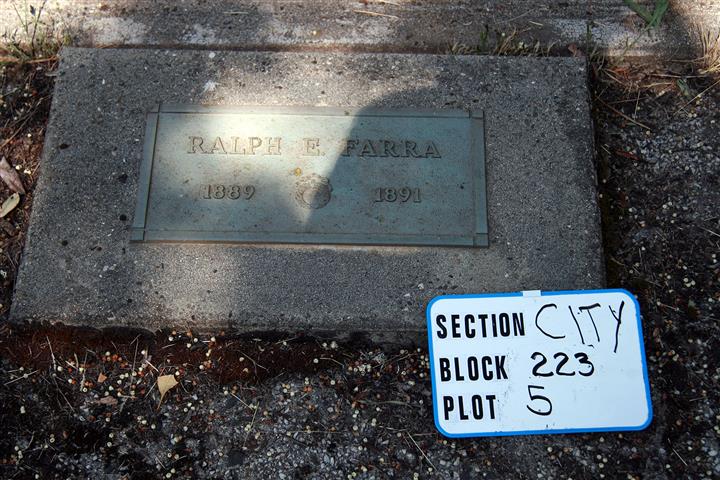 RALPH E. FARRA
1889 1891
SECTION CITY
BLOCK 223
PLOT 5